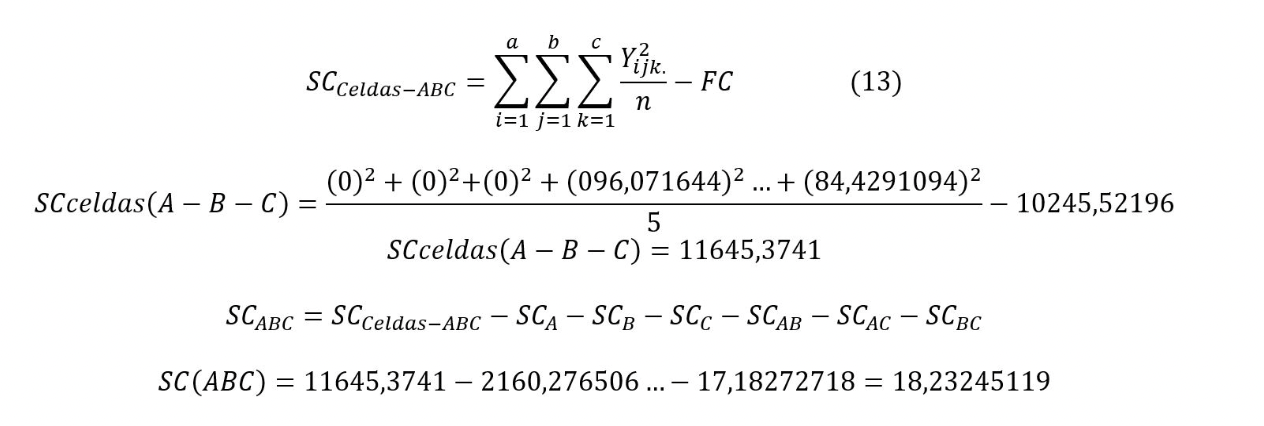 SC_{Celdas-ABC} = \sum_{i=1}^{a} \sum_{j=1}^{b} \sum_{k=1}^{c} \frac{Y_{ijk.}^{2}}{n} - FC (13)
SCceldas(A - B - C) = \frac{(0)^2 + (0)^2+(0)^2 + (096,071644)^2 ... + (84,4291094)^2}{5} - 10245,52196
SCceldas(A - B - C) = 11645,3741
SC_{ABC} = SC_{Celdas-ABC} - SC_A - SC_B - SC_C - SC_{AB} - SC_{AC} - SC_{BC}
SC(ABC) = 11645,3741 - 2160,276506 ... - 17,18272718 = 18,23245119